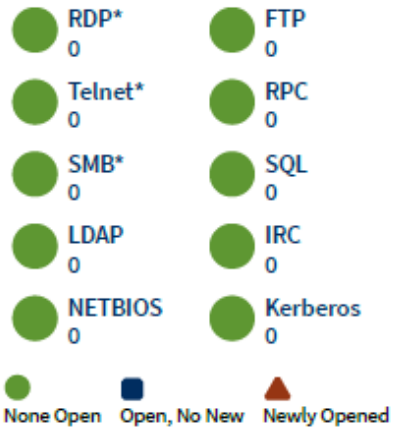 RDP*
0
FTP
0
Telnet*
0
RPC
0
SMB*
0
SQL
0
LDAP
0
IRC
0
NETBIOS
0
Kerberos
0
None Open
Open, No New
Newly Opened